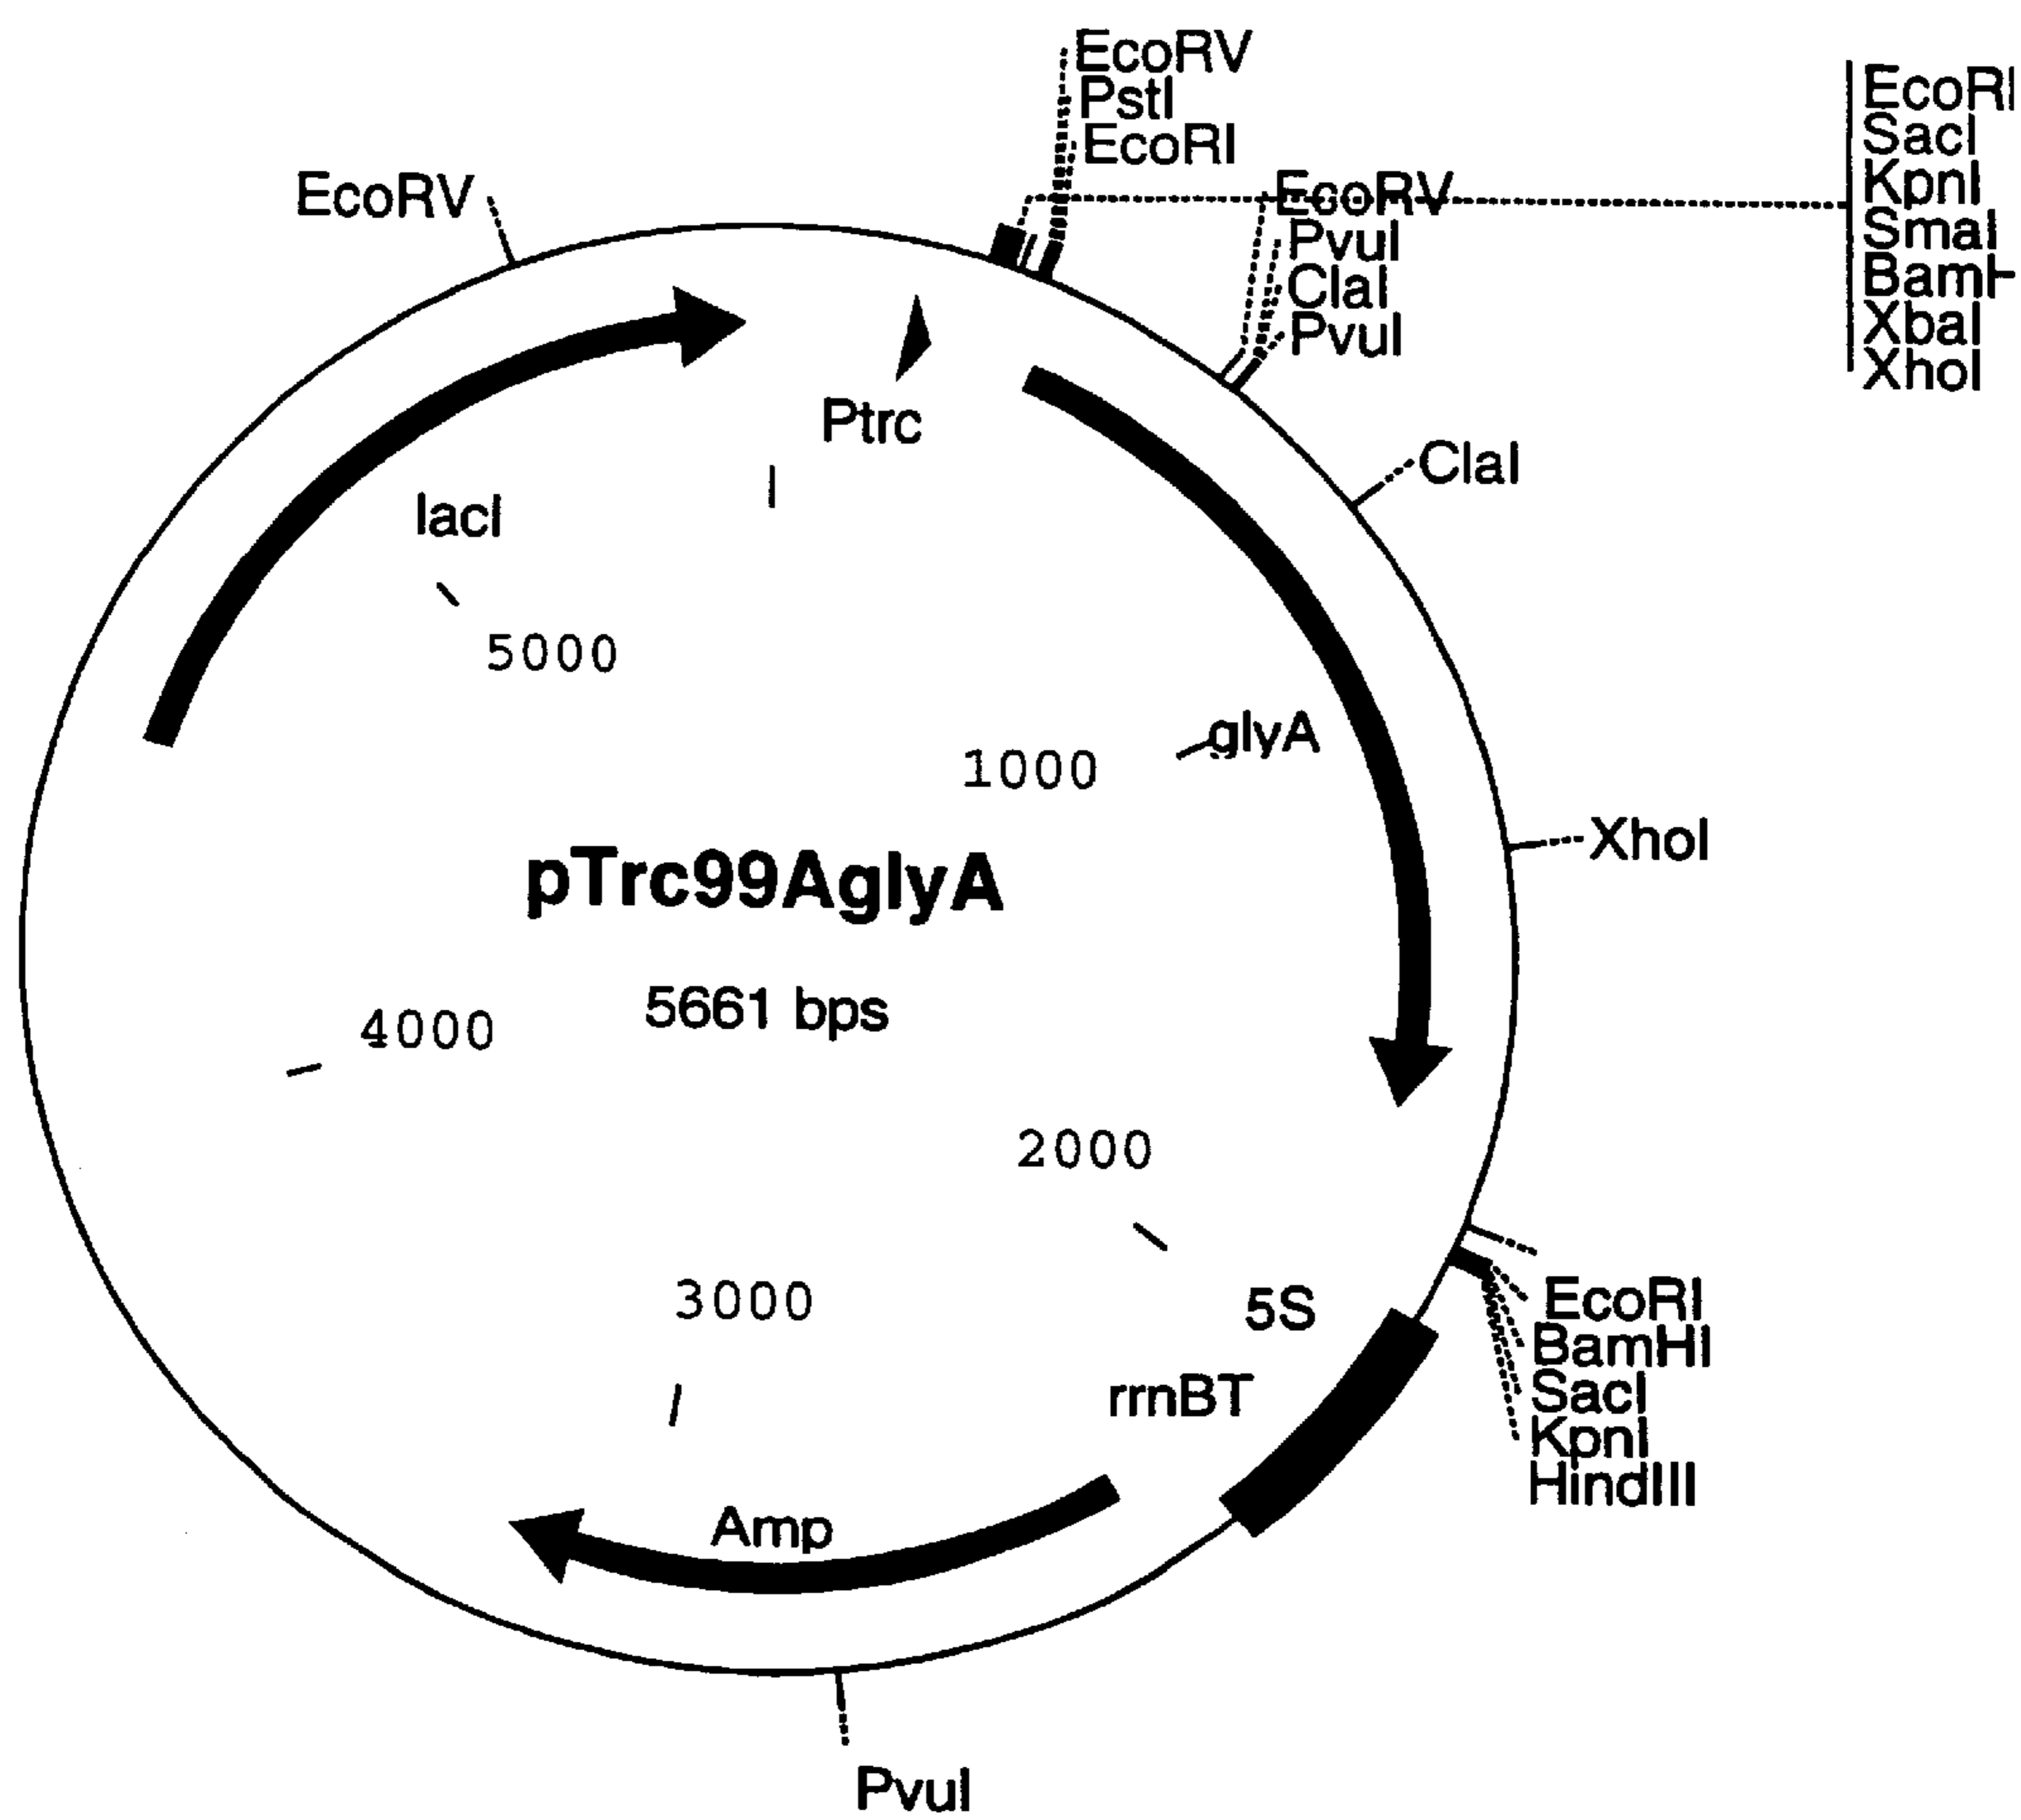 EcoRV
PstI
EcoRI
EcoRI
SacI
KpnI
SmaI
BamH
XbaI
XhoI
EcoRV
EcoRV
PvuI
ClaI
PvuI
Ptrc
ClaI
lacI
5000
glyA
1000
XhoI
pTrc99AglyA
5661 bps
4000
2000
3000
5S
EcoRI
BamHI
SacI
KpnI
HindIII
rrnBT
Amp
PvuI